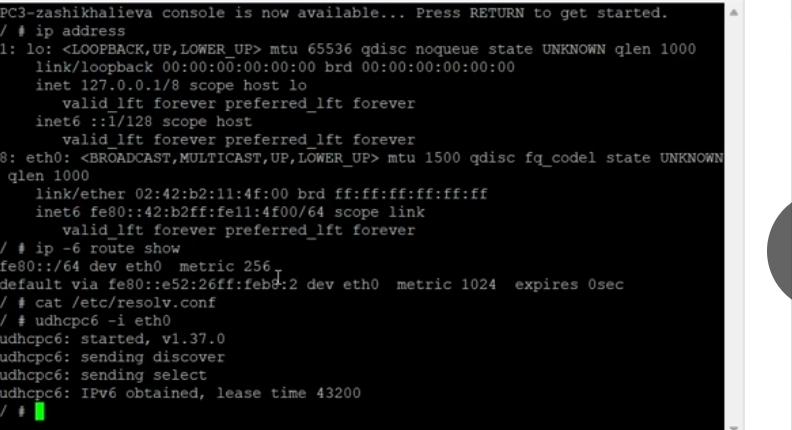 PC3-zashikhalieva console is now available... Press RETURN to get started.
/ # ip address
1: lo: <LOOPBACK,UP,LOWER_UP> mtu 65536 qdisc noqueue state UNKNOWN qlen 1000
link/loopback 00:00:00:00:00:00 brd 00:00:00:00:00:00
inet 127.0.0.1/8 scope host lo
valid_lft forever preferred_lft forever
inet6 ::1/128 scope host
valid_lft forever preferred_lft forever
8: eth0: <BROADCAST,MULTICAST,UP,LOWER_UP> mtu 1500 qdisc fq_codel state UNKNOWN
qlen 1000
link/ether 02:42:b2:11:4f:00 brd ff:ff:ff:ff:ff:ff
inet6 fe80::42:b2ff:fe11:4f00/64 scope link
valid_lft forever preferred_lft forever
/ # ip -6 route show
fe80::/64 dev eth0 metric 256
default via fe80::e52:26ff:feb8:2 dev eth0 metric 1024 expires 0sec
/ # cat /etc/resolv.conf
/ # udhcpc6 -i eth0
udhcpc6: started, v1.37.0
udhcpc6: sending discover
udhcpc6: sending select
udhcpc6: IPv6 obtained, lease time 43200
/ #